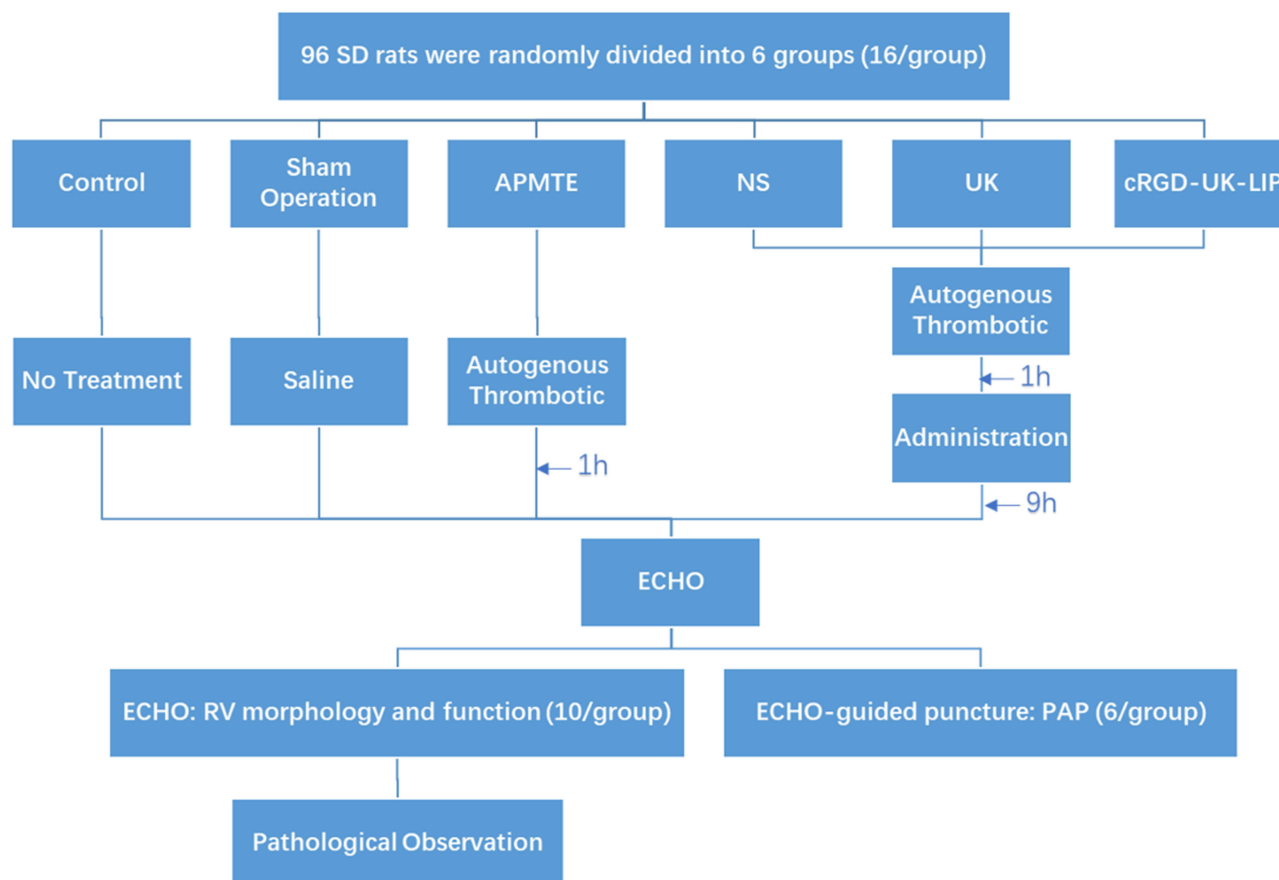 96 SD rats were randomly divided into 6 groups (16/group)
Control
Sham
Operation
APMTE
NS
UK
cRGD-UK-LIP
Autogenous
Thrombotic
No Treatment
Saline
Autogenous
Thrombotic
1h
Administration
1h
9h
ECHO
ECHO: RV morphology and function (10/group)
ECHO-guided puncture: PAP (6/group)
Pathological Observation